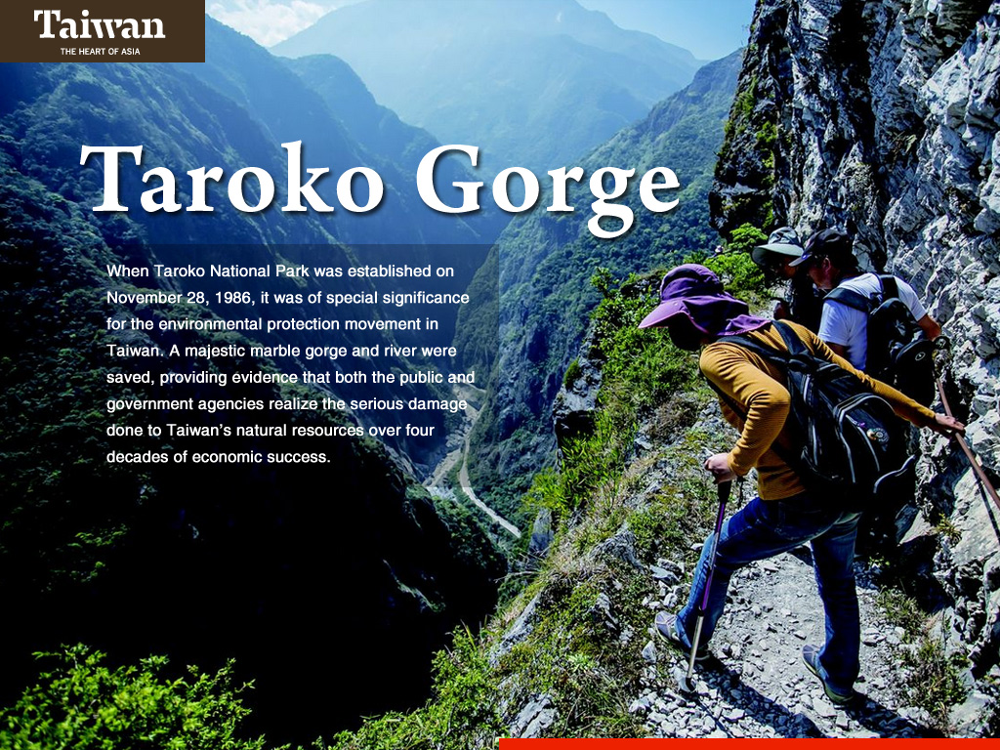 Taiwan
THE HEART OF ASIA
Taroko Gorge
When Taroko National Park was established on
November 28, 1986, it was of special significance
for the environmental protection movement in
Taiwan. A majestic marble gorge and river were
saved, providing evidence that both the public and
government agencies realize the serious damage
done to Taiwan’s natural resources over four
decades of economic success.